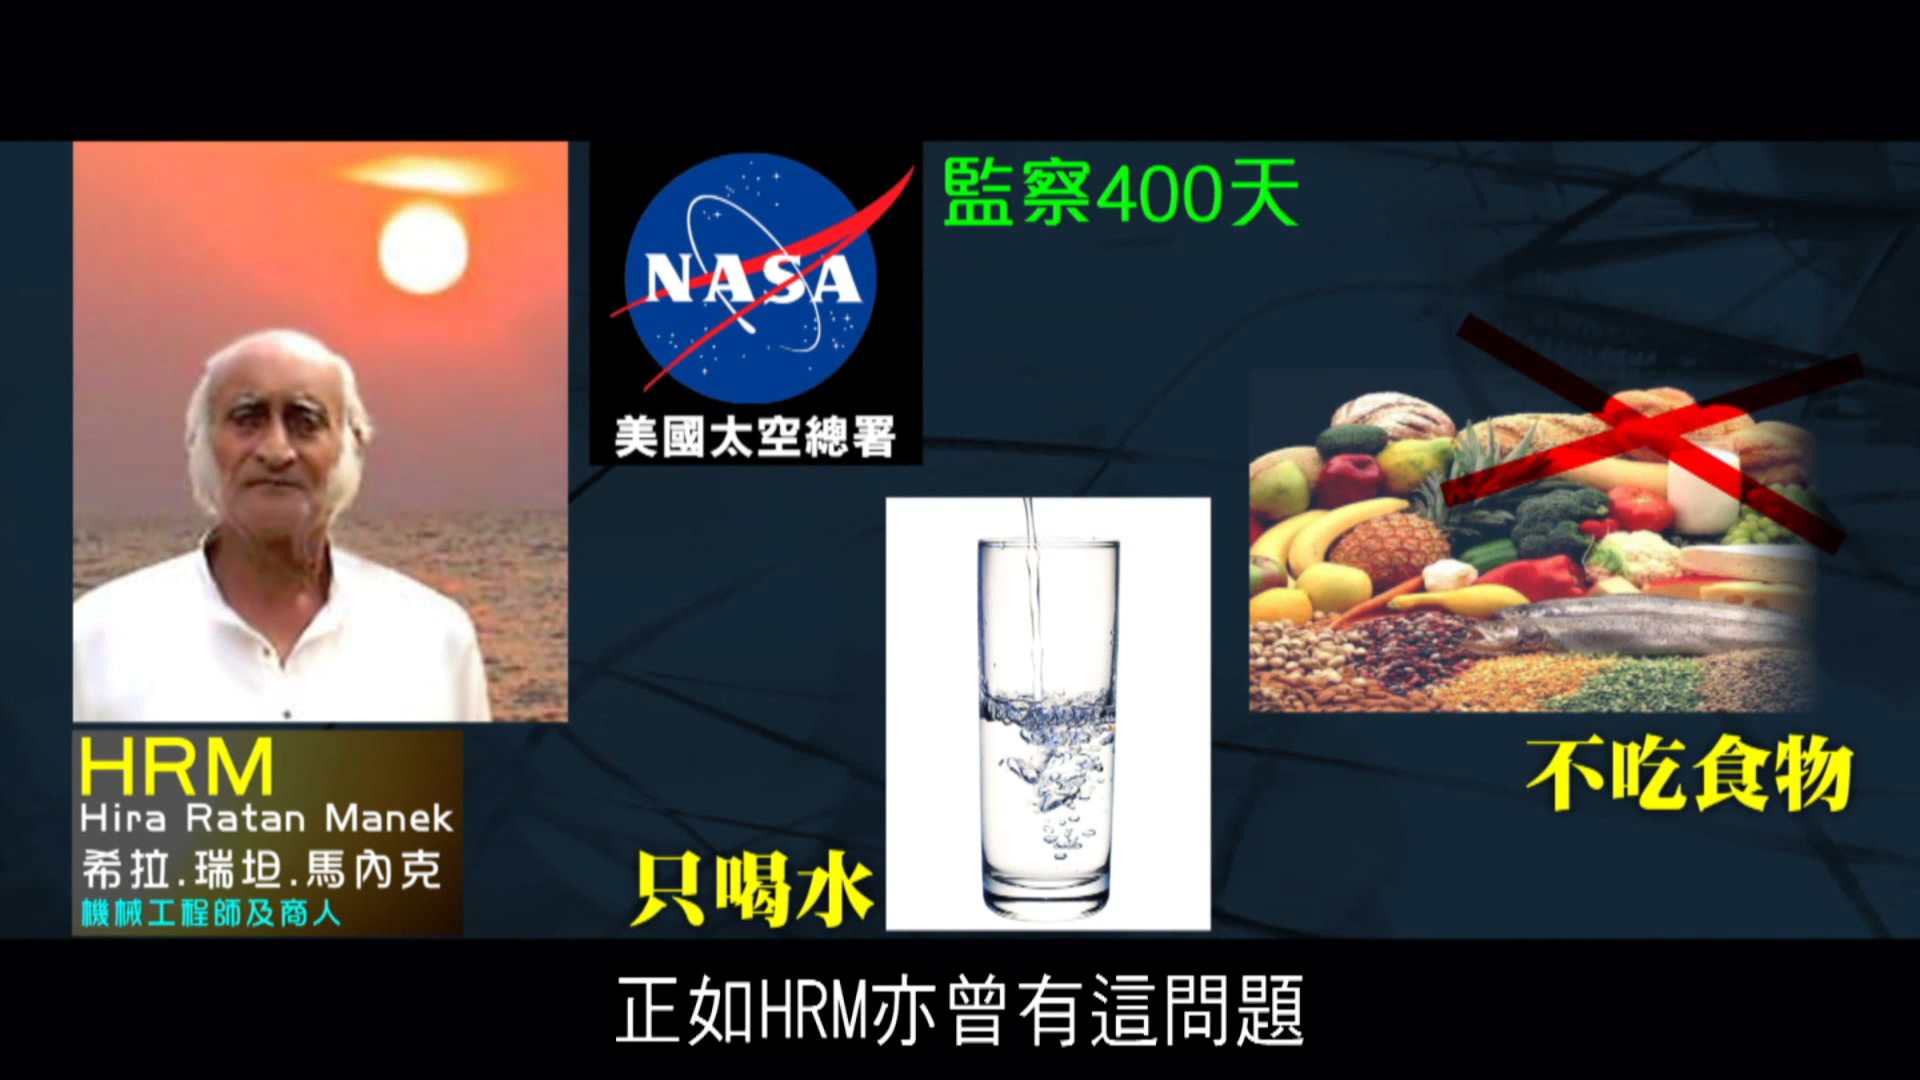 NASA
美國太空總署
監察400天
HRM
Hira Ratan Manek
希拉.瑞坦.馬內克
機械工程師及商人
只喝水
不吃食物
正如HRM亦曾有這問題